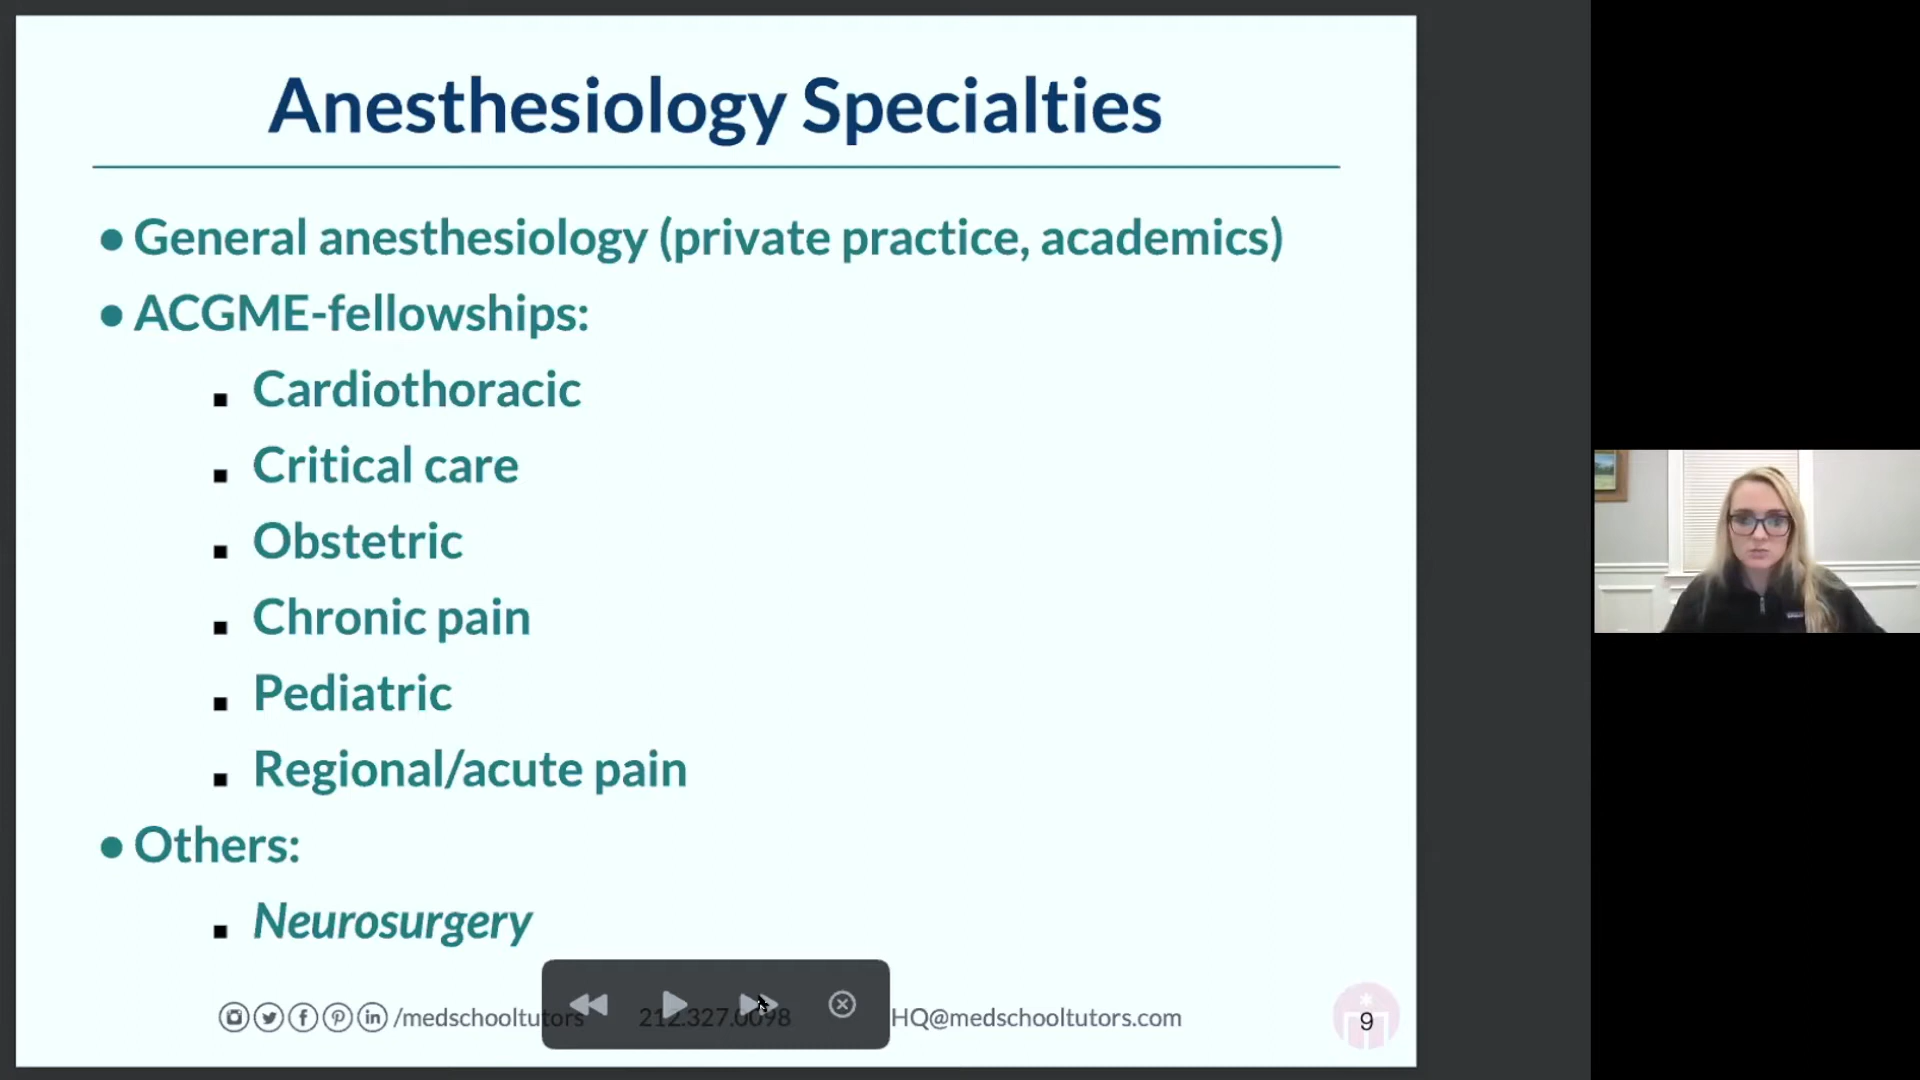 Anesthesiology Specialties
● General anesthesiology (private practice, academics)
● ACGME-fellowships:
▪ Cardiothoracic
▪ Critical care
▪ Obstetric
▪ Chronic pain
▪ Pediatric
▪ Regional/acute pain
● Others:
▪ Neurosurgery
/medschooltutors 212.327.0098 HQ@medschooltutors.com 9